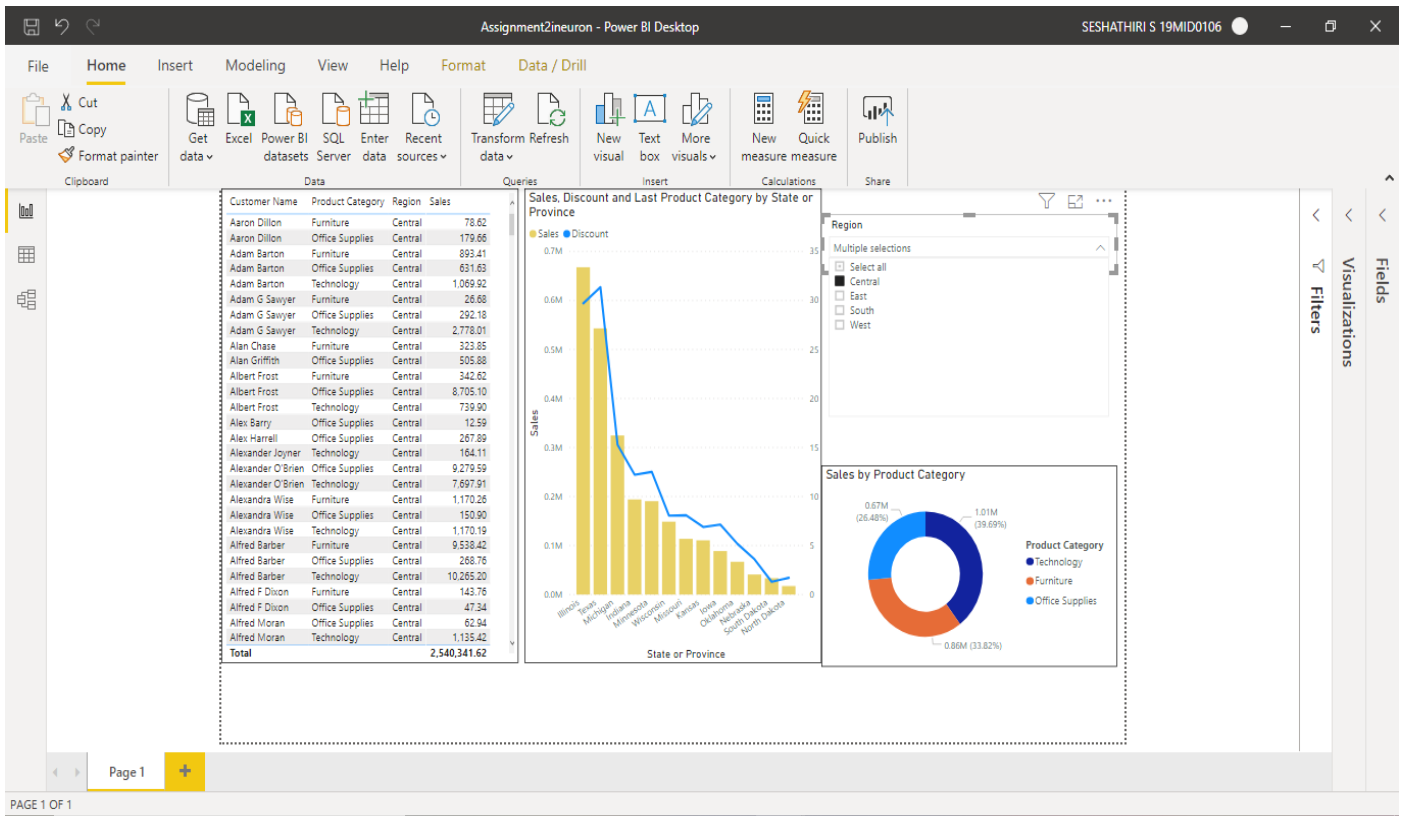 Assignment2ineuron - Power BI Desktop
SESHATHIRI S 19MID0106
File Home Insert Modeling View Help Format Data / Drill
Paste
Cut
Copy
Format painter
Clipboard
Get data
Excel
Power BI datasets
SQL Server
Enter data
Recent sources
Data
Transform data
Refresh
Queries
New visual
A
Text box
More visuals
Insert
New measure
Quick measure
Calculations
Publish
Share
Customer Name Product Category Region Sales
Aaron Dillon Furniture Central 78.62
Aaron Dillon Office Supplies Central 179.66
Adam Barton Furniture Central 893.41
Adam Barton Office Supplies Central 631.63
Adam Barton Technology Central 1,069.92
Adam G Sawyer Furniture Central 26.68
Adam G Sawyer Office Supplies Central 292.18
Adam G Sawyer Technology Central 2,778.01
Alan Chase Furniture Central 323.85
Alan Griffith Office Supplies Central 505.88
Albert Frost Furniture Central 342.62
Albert Frost Office Supplies Central 8,705.10
Albert Frost Technology Central 739.90
Alex Barry Office Supplies Central 12.59
Alex Harrell Office Supplies Central 267.89
Alexander Joyner Technology Central 164.11
Alexander O'Brien Office Supplies Central 9,279.59
Alexander O'Brien Technology Central 7,697.91
Alexandra Wise Furniture Central 1,170.26
Alexandra Wise Office Supplies Central 150.90
Alexandra Wise Technology Central 1,170.19
Alfred Barber Furniture Central 9,538.42
Alfred Barber Office Supplies Central 268.76
Alfred Barber Technology Central 10,265.20
Alfred F Dixon Furniture Central 143.76
Alfred F Dixon Office Supplies Central 47.34
Alfred Moran Office Supplies Central 62.94
Alfred Moran Technology Central 1,135.42
Total 2,540,341.62
Sales, Discount and Last Product Category by State or
Province
Sales Discount
0.7M 35
0.6M 30
0.5M 25
0.4M 20
0.3M 15
0.2M 10
0.1M 5
0.0M 0
Sales
Illinois
Texas
Michigan
Indiana
Minnesota
Wisconsin
Missouri
Kansas
Iowa
Oklahoma
Nebraska
South Dakota
North Dakota
State or Province
Region
Multiple selections
Select all
Central
East
South
West
Sales by Product Category
0.67M
(26.48%)
1.01M
(39.69%)
0.86M (33.82%)
Product Category
Technology
Furniture
Office Supplies
Filters
Visualizations
Fields
Page 1
PAGE 1 OF 1